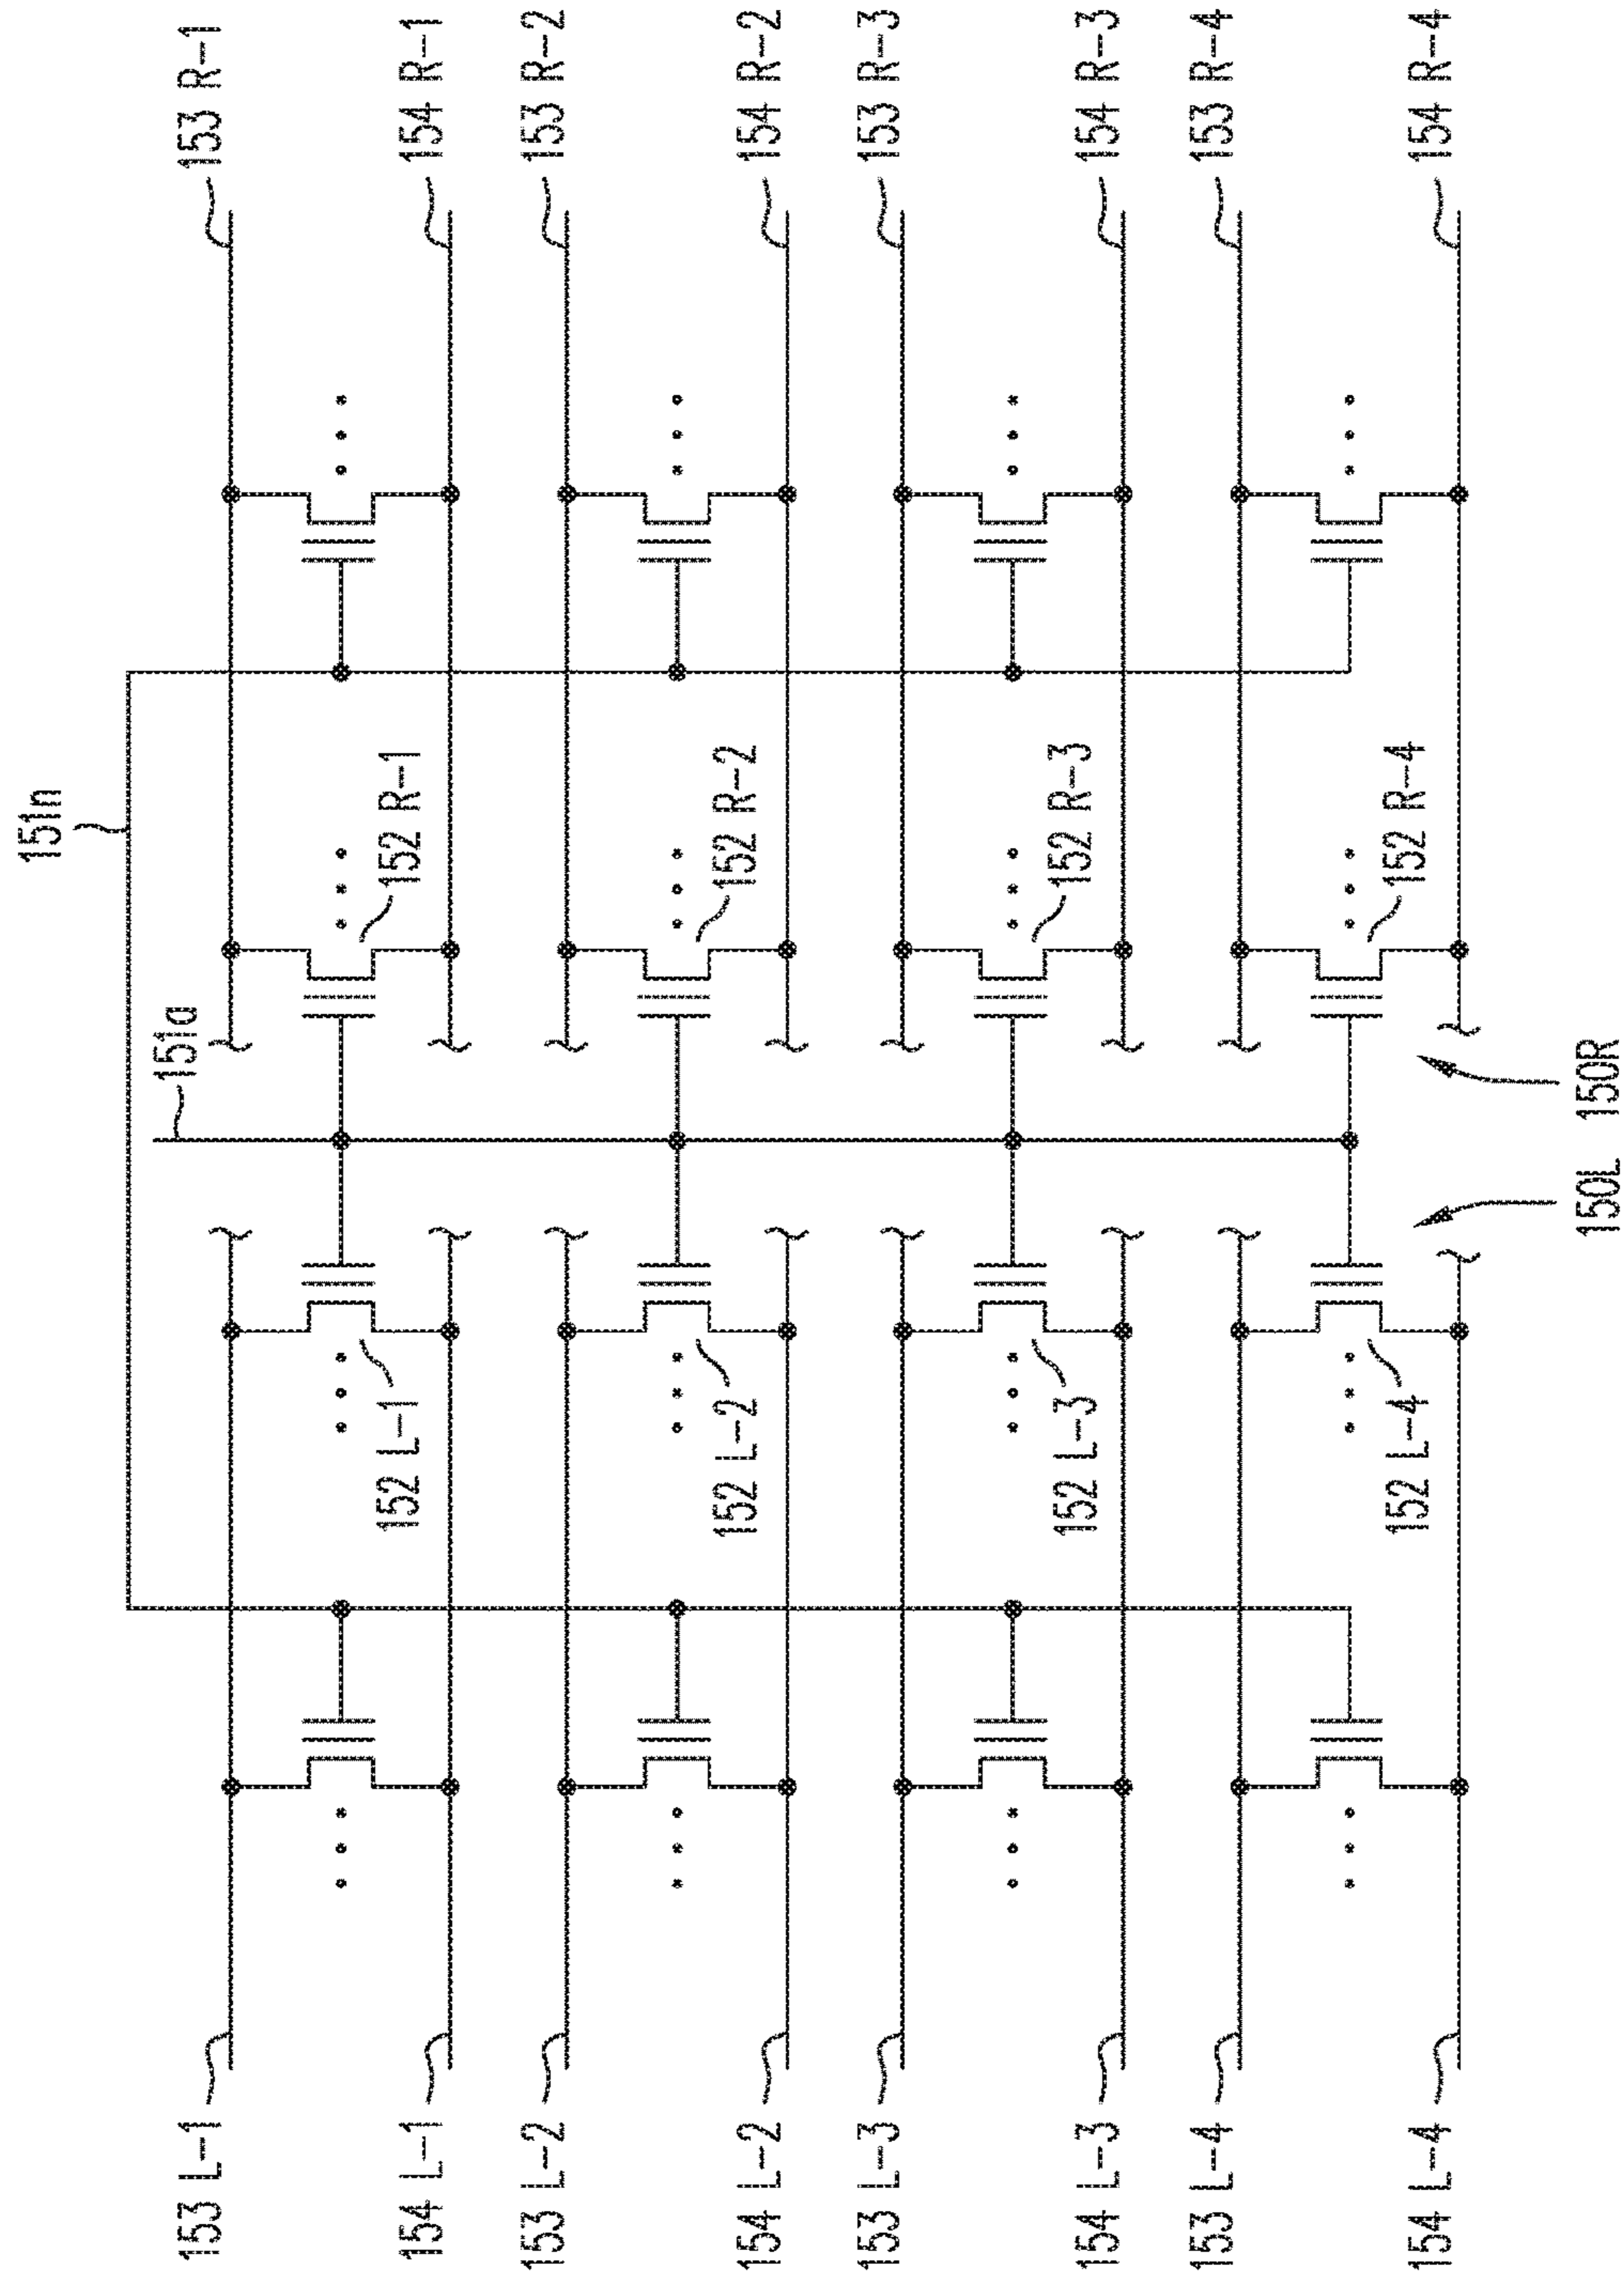 153 R-1
154 R-1
153 R-2
154 R-2
153 R-3
154 R-3
153 R-4
154 R-4
151n
152 R-1
152 R-2
152 R-3
152 R-4
151a
150R
150L
152 L-1
152 L-2
152 L-3
152 L-4
153 L-1
154 L-1
153 L-2
154 L-2
153 L-3
154 L-3
153 L-4
154 L-4